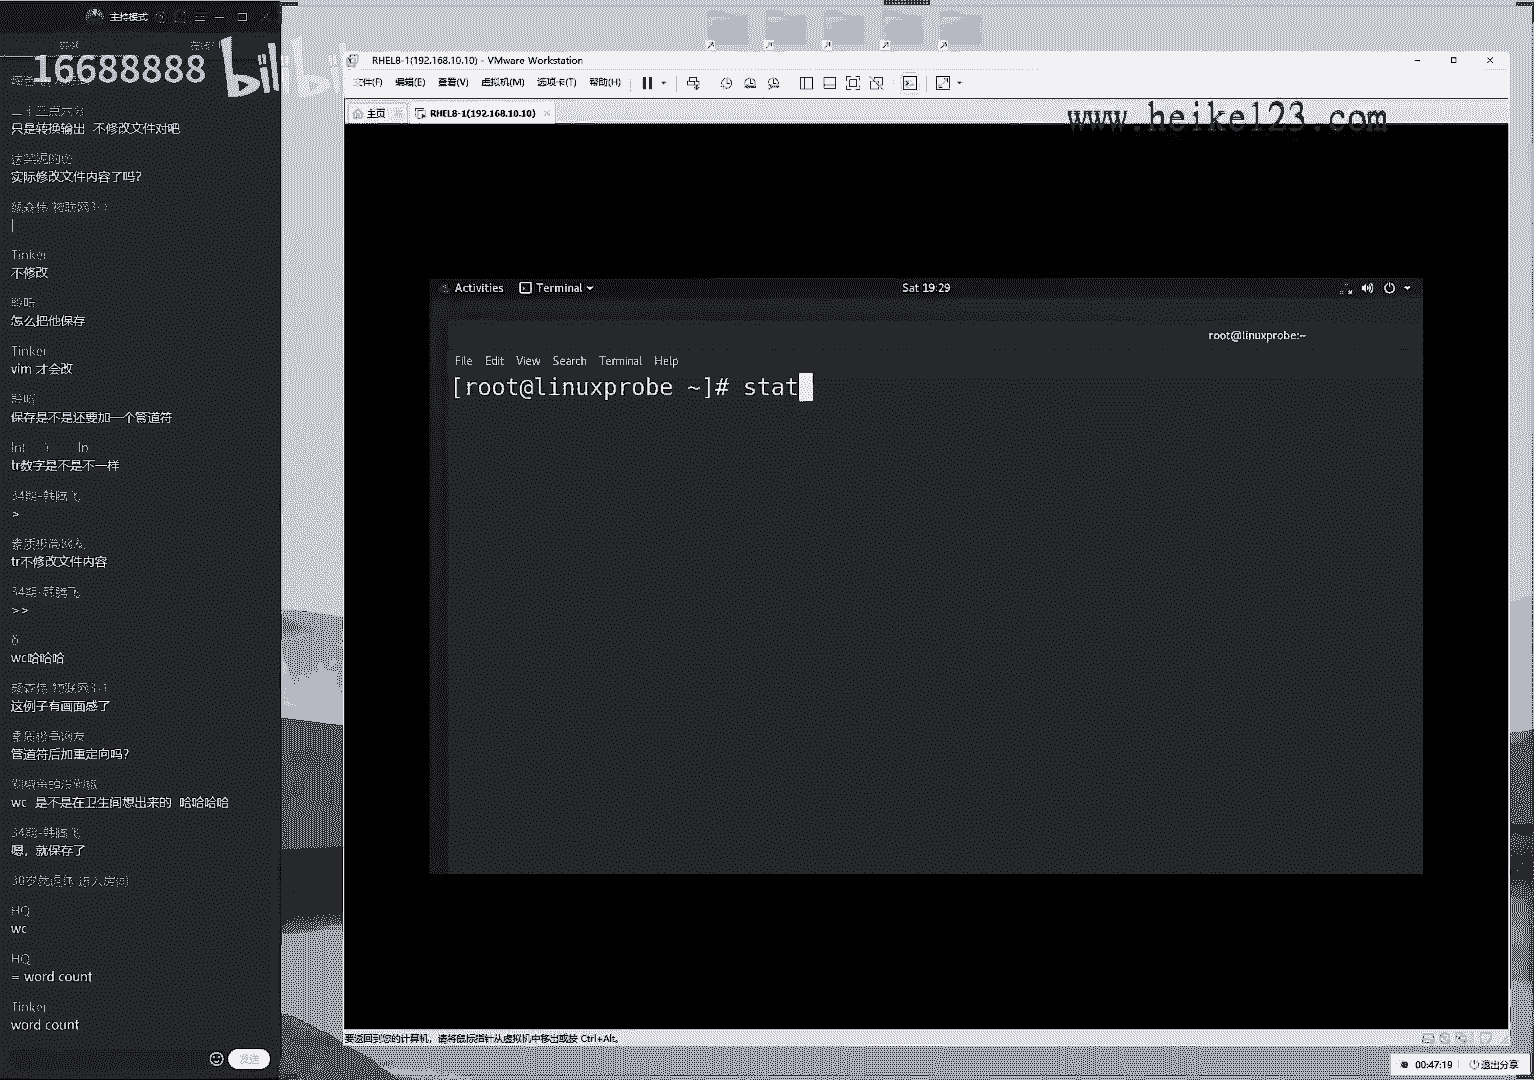 主持模式
16688888
bilibi
只是转换输出 不修改文件对吧
实际修改文件内容了吗?
Tinker
不修改
怎么把他保存
Tinker
vim 才会改
保存是不是还要加一个管道符
tr数字是不是不一样
>
tr不修改文件内容
>>
wc哈哈哈
这例子有画面感了
管道符后加重定向吗?
wc 是不是在卫生间想出来的 哈哈哈哈
嗯，就保存了
HQ
wc
HQ
= word count
Tinker
word count
发送
RHEL8-1(192.168.10.10) - VMware Workstation
文件(F) 编辑(E) 查看(V) 虚拟机(M) 选项卡(T) 帮助(H)
主页 RHEL8-1(192.168.10.10)
www.heike123.com
Activities Terminal Sat 19:29
root@linuxprobe:~
File Edit View Search Terminal Help
[root@linuxprobe ~]# stat
要返回到您的计算机，请将鼠标指针从虚拟机中移出或按 Ctrl+Alt。
00:47:19 退出分享